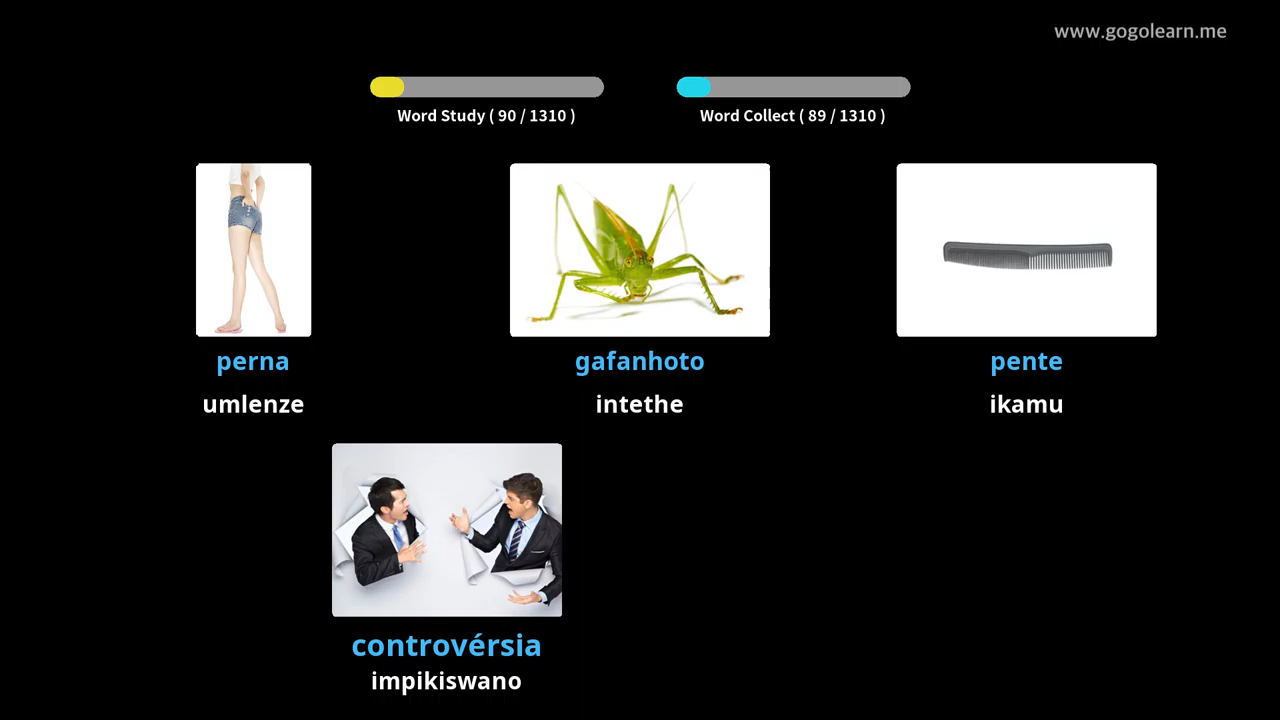 www.gogolearn.me
Word Study ( 90 / 1310 )
Word Collect ( 89 / 1310 )
perna
gafanhoto
pente
umlenze
intethe
ikamu
controvérsia
impikiswano